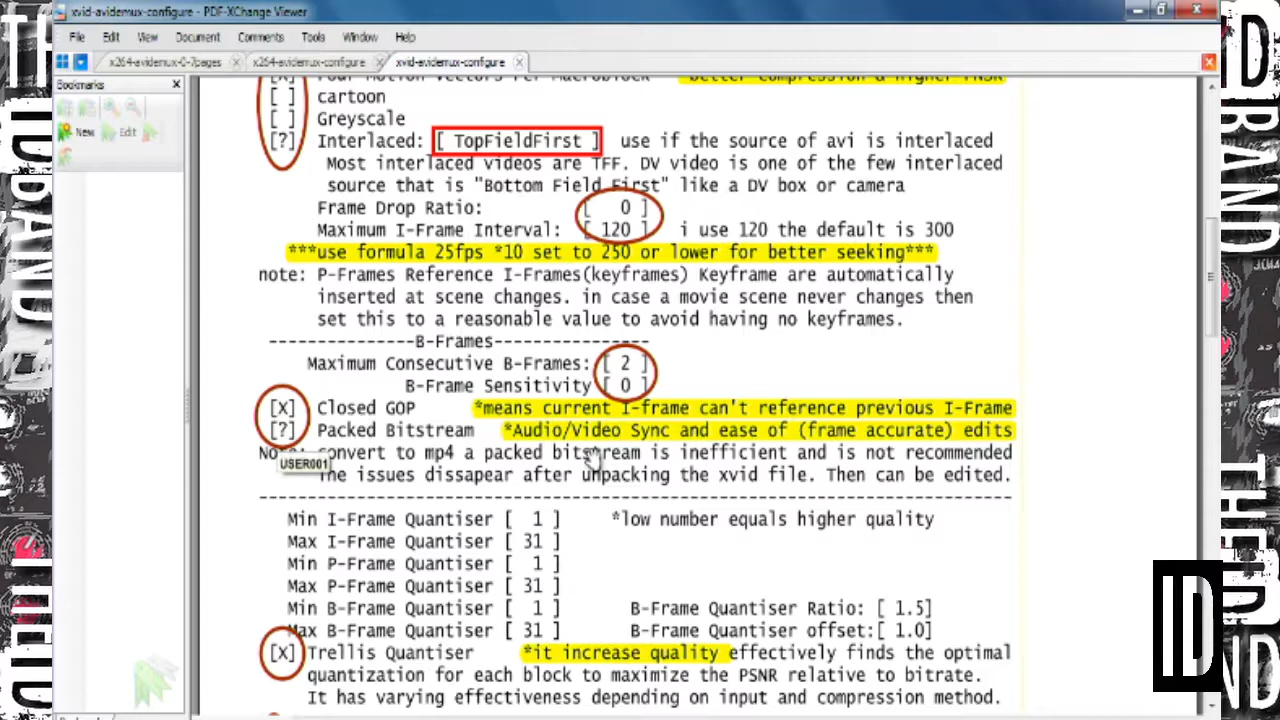 xvid-avidemux-configure - PDF-XChange Viewer
File Edit View Document Comments Tools Window Help
x264-avidemux-0-7pages x264-avidemux-configure xvid-avidemux-configure
Bookmarks
New Edit
[X] Four Motion Vectors Per Macroblock *better compression & higher PNSR
[ ] cartoon
[ ] Greyscale
[?] Interlaced: [ TopFieldFirst ] use if the source of avi is interlaced
Most interlaced videos are TFF. DV video is one of the few interlaced
source that is "Bottom Field First" like a DV box or camera
Frame Drop Ratio: [ 0 ]
Maximum I-Frame Interval: [ 120 ] i use 120 the default is 300
***use formula 25fps *10 set to 250 or lower for better seeking***
note: P-Frames Reference I-Frames(keyframes) Keyframe are automatically
inserted at scene changes. in case a movie scene never changes then
set this to a reasonable value to avoid having no keyframes.
---------------B-Frames----------------
Maximum Consecutive B-Frames: [ 2 ]
B-Frame Sensitivity [ 0 ]
[X] Closed GOP *means current I-frame can't reference previous I-Frame
[?] Packed Bitstream *Audio/Video Sync and ease of (frame accurate) edits
convert to mp4 a packed bitstream is inefficient and is not recommended
USER001
The issues dissapear after unpacking the xvid file. Then can be edited.
Min I-Frame Quantiser [ 1 ] *low number equals higher quality
Max I-Frame Quantiser [ 31 ]
Min P-Frame Quantiser [ 1 ]
Max P-Frame Quantiser [ 31 ]
Min B-Frame Quantiser [ 1 ] B-Frame Quantiser Ratio: [ 1.5]
Max B-Frame Quantiser [ 31 ] B-Frame Quantiser offset:[ 1.0]
[X] Trellis Quantiser *it increase quality effectively finds the optimal
quantization for each block to maximize the PSNR relative to bitrate.
It has varying effectiveness depending on input and compression method.
ID